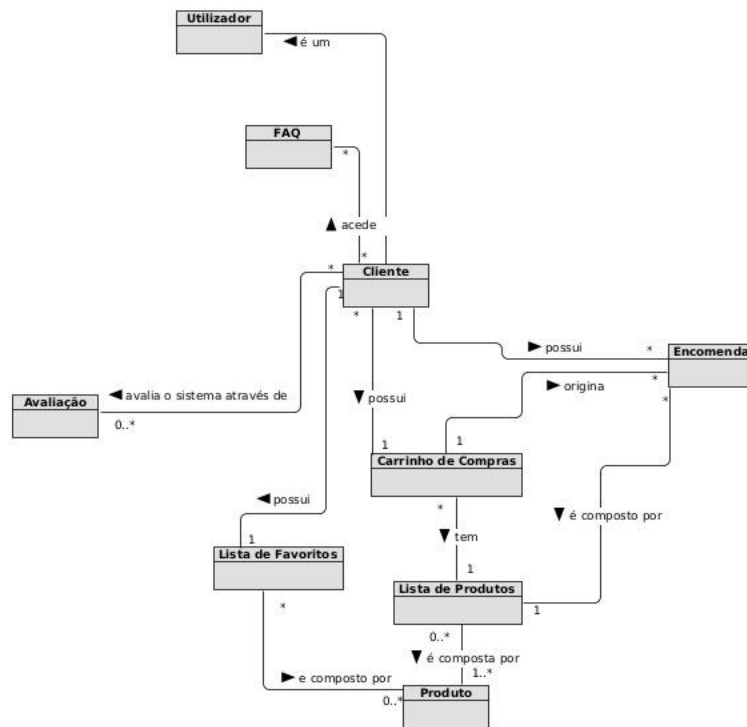 Utilizador
é um
FAQ
*
acede
*
* Cliente
1
* 1
possui *
Encomenda
origina *
avalia o sistema através de
Avaliação
0..*
possui
*
1 1
Carrinho de Compras
*
possui
é composto por
1
tem
Lista de Favoritos
1
Lista de Produtos
1
*
0..*
é composta por
1..*
e composto por
0..*
Produto